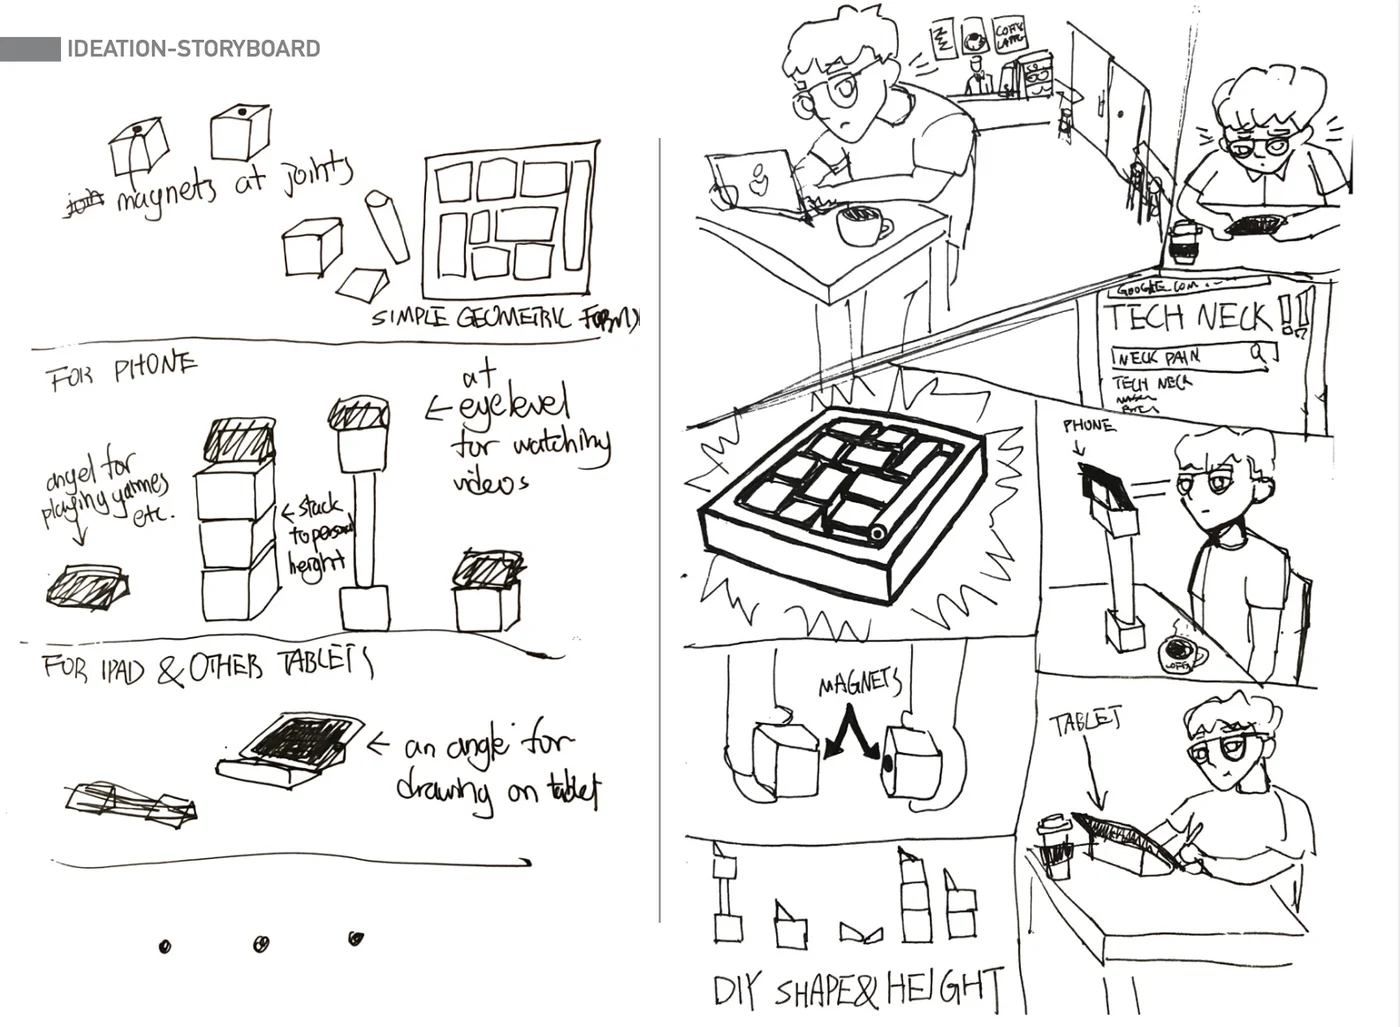 IDEATION-STORYBOARD
magnets at joints
SIMPLE GEOMETRIC FORMS
FOR PHONE
angel for
playing games
etc.
← stack
to personal
height
at
← eyelevel
for watching
videos
FOR IPAD & OTHER TABLETS
← an angle for
drawing on tablet
COFFE
GOOGLE.COM
TECH NECK !!
NECK PAIN
TECH NECK
PHONE
MAGNETS
TABLET
DIY SHAPE & HEIGHT